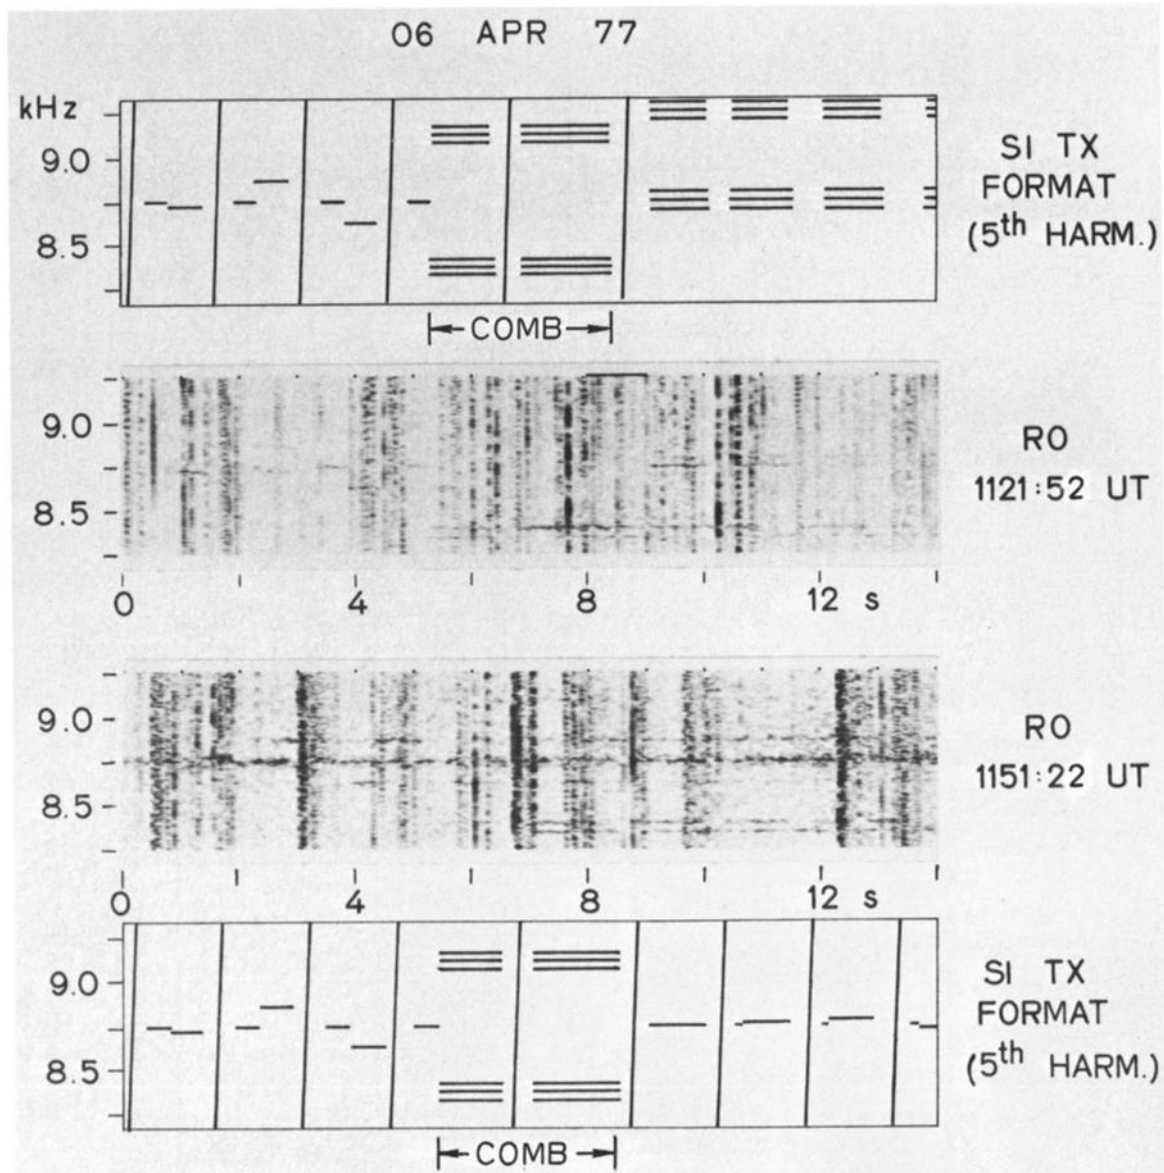 06 APR 77
kHz
9.0
8.5
SI TX
FORMAT
(5th HARM.)
COMB
9.0
8.5
RO
1121:52 UT
0 4 8 12 s
9.0
8.5
RO
1151:22 UT
0 4 8 12 s
9.0
8.5
SI TX
FORMAT
(5th HARM.)
COMB